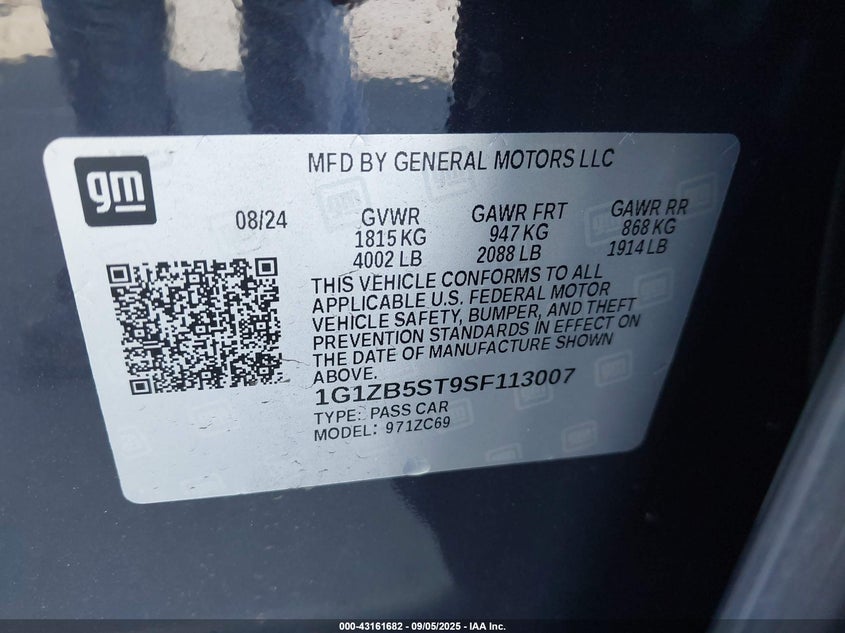 gm
MFD BY GENERAL MOTORS LLC
08/24
GVWR
1815 KG
4002 LB
GAWR FRT
947 KG
2088 LB
GAWR RR
868 KG
1914 LB
THIS VEHICLE CONFORMS TO ALL
APPLICABLE U.S. FEDERAL MOTOR
VEHICLE SAFETY, BUMPER, AND THEFT
PREVENTION STANDARDS IN EFFECT ON
THE DATE OF MANUFACTURE SHOWN
ABOVE.
1G1ZB5ST9SF113007
TYPE: PASS CAR
MODEL: 971ZC69
000-43161682 - 09/05/2025 - IAA Inc.